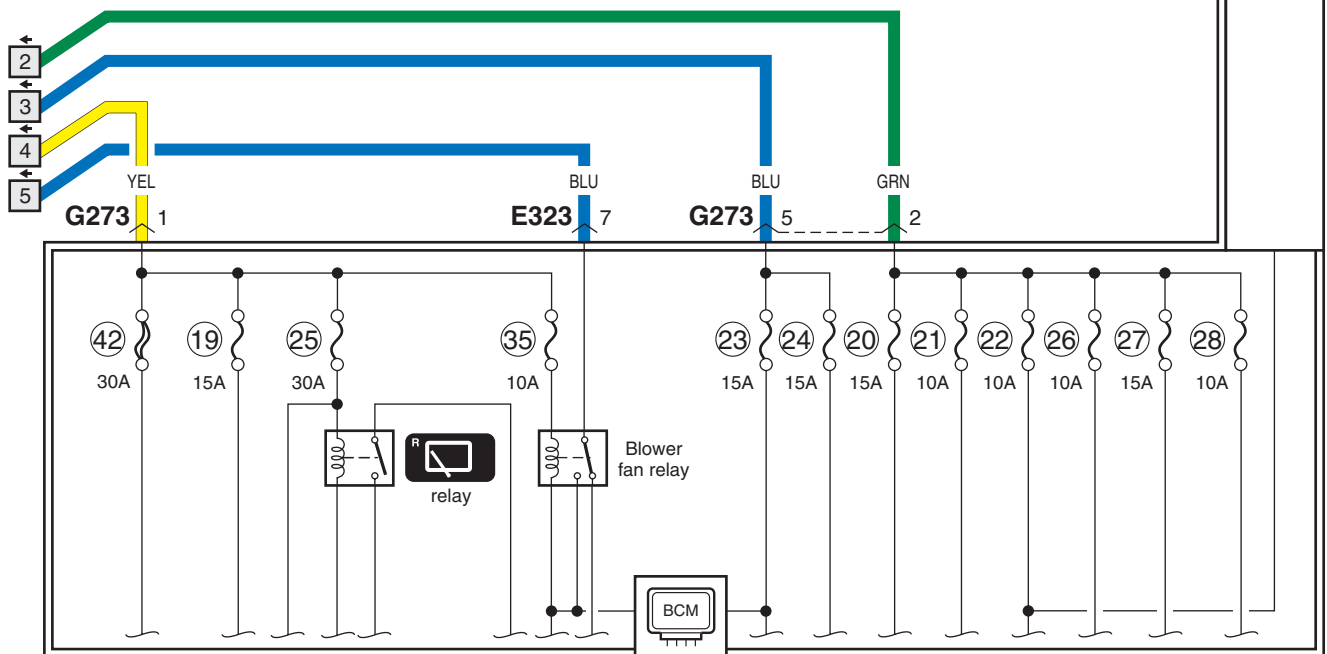 2
3
4
5
YEL BLU BLU GRN
G273 1 E323 7 G273 5 2
42 19 25 35 23 24 20 21 22 26 27 28
30A 15A 30A 10A 15A 15A 15A 10A 10A 10A 15A 10A
R
relay
Blower
fan relay
BCM